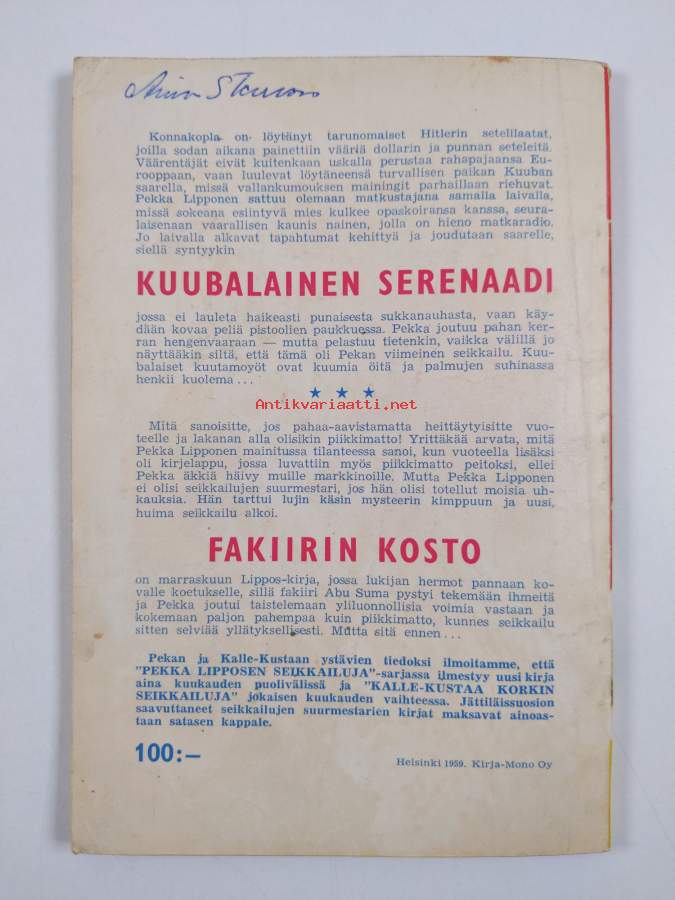 Konnakopla on löytänyt tarunomaiset Hitlerin setelilaatat,
joilla sodan aikana painettiin vääriä dollarin ja punnan seteleitä.
Väärentäjät eivät kuitenkaan uskalla perustaa rahapajaansa Eu-
rooppaan, vaan luulevat löytäneensä turvallisen paikan Kuuban
saarella, missä vallankumouksen mainingit parhaillaan riehuvat.
Pekka Lipponen sattuu olemaan matkustajana samalla laivalla,
missä sokeana esiintyvä mies kulkee opaskoiransa kanssa, seura-
laisenaan vaarallisen kaunis nainen, jolla on hieno matkaradio.
Jo laivalla alkavat tapahtumat kehittyä ja joudutaan saarelle,
siellä syntyykin
KUUBALAINEN SERENAADI
jossa ei lauleta haikeasti punaisesta sukkanauhasta, vaan käy-
dään kovaa peliä pistoolien paukkuessa. Pekka joutuu pahan ker-
ran hengenvaaraan — mutta pelastuu tietenkin, vaikka välillä jo
näyttääkin siltä, että tämä oli Pekan viimeinen seikkailu. Kuu-
balaiset kuutamoyöt ovat kuumia öitä ja palmujen suhinassa
henkii kuolema...
★ ★ ★
Antikvariaatti.net
Mitä sanoisitte, jos pahaa-aavistamatta heittäytyisitte vuo-
teelle ja lakanan alla olisikin piikkimatto! Yrittäkää arvata, mitä
Pekka Lipponen mainitussa tilanteessa sanoi, kun vuoteella lisäksi
oli kirjelappu, jossa luvattiin myös piikkimatto peitoksi, ellei
Pekka äkkiä häivy muille markkinoille. Mutta Pekka Lipponen
ei olisi seikkailujen suurmestari, jos hän olisi totellut moisia uh-
kauksia. Hän tarttui lujin käsin mysteerin kimppuun ja uusi,
huima seikkailu alkoi.
FAKIIRIN KOSTO
on marraskuun Lippos-kirja, jossa lukijan hermot pannaan ko-
valle koetukselle, sillä fakiiri Abu Suma pystyi tekemään ihmeitä
ja Pekka joutui taistelemaan yliluonnollisia voimia vastaan ja
kokemaan paljon pahempaa kuin piikkimatto, kunnes seikkailu
sitten selviää yllätyksellisesti. Mutta sitä ennen...
Pekan ja Kalle-Kustaan ystävien tiedoksi ilmoitamme, että
"PEKKA LIPPOSEN SEIKKAILUJA"-sarjassa ilmestyy uusi kirja
aina kuukauden puolivälissä ja "KALLE-KUSTAA KORKIN
SEIKKAILUJA" jokaisen kuukauden vaihteessa. Jättiläissuosion
saavuttaneet seikkailujen suurmestarien kirjat maksavat ainoas-
taan satasen kappale.
100:—
Helsinki 1959. Kirja-Mono Oy